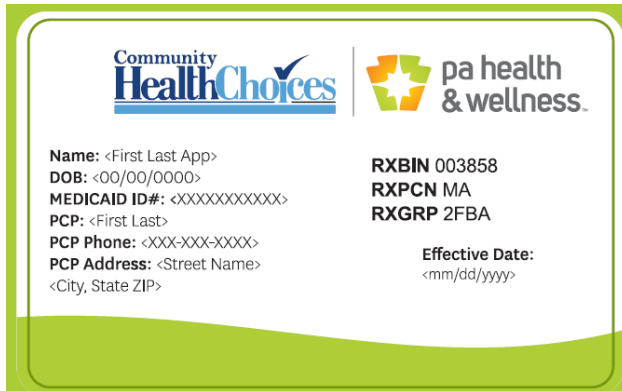 Community
HealthChoices
pa health
& wellness™
Name: <First Last App>
DOB: <00/00/0000>
MEDICAID ID#: <XXXXXXXXXXX>
PCP: <First Last>
PCP Phone: <XXX-XXX-XXXX>
PCP Address: <Street Name>
<City, State ZIP>
RXBIN 003858
RXPCN MA
RXGRP 2FBA
Effective Date:
<mm/dd/yyyy>